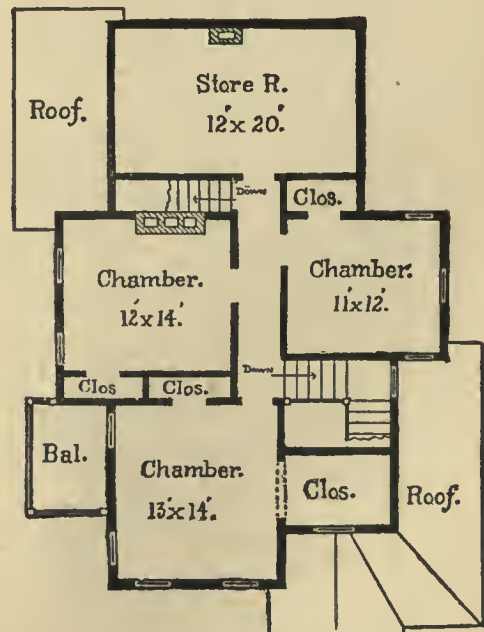 Roof.
Store R.
12' x 20'.
Down
Clos.
Chamber.
12' x 14'.
Chamber.
11' x 12'.
Clos
Clos.
Down
Bal.
Chamber.
13' x 14'.
Clos.
Roof.